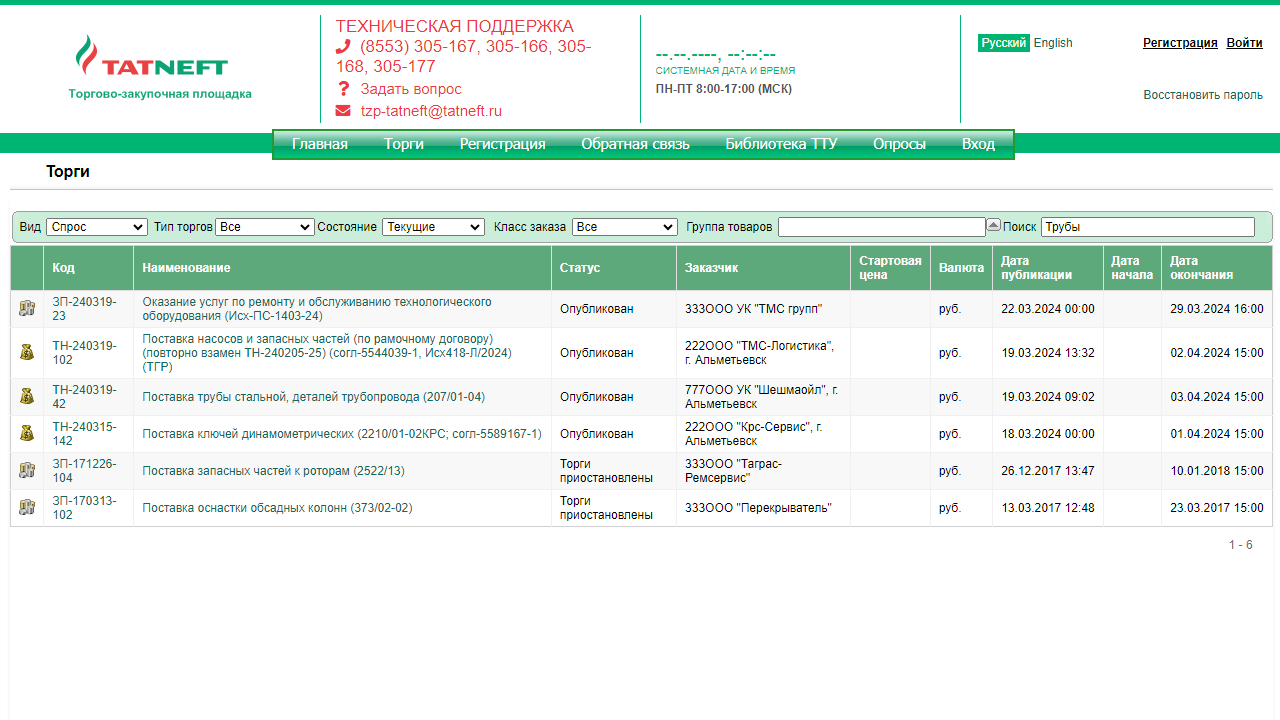 TATNEFT
Торгово-закупочная площадка
ТЕХНИЧЕСКАЯ ПОДДЕРЖКА
(8553) 305-167, 305-166, 305-
168, 305-177
Задать вопрос
tzp-tatneft@tatneft.ru
--.--.----, --:--:--
СИСТЕМНАЯ ДАТА И ВРЕМЯ
ПН-ПТ 8:00-17:00 (МСК)
Русский English
Регистрация Войти
Восстановить пароль
Главная Торги Регистрация Обратная связь Библиотека ТТУ Опросы Вход
Торги
Вид Спрос Тип торгов Все Состояние Текущие Класс заказа Все Группа товаров Поиск Трубы
Код Наименование Статус Заказчик Стартовая цена Валюта Дата публикации Дата начала Дата окончания
ЗП-240319-
23
Оказание услуг по ремонту и обслуживанию технологического
оборудования (Исх-ПС-1403-24)
Опубликован
333ООО УК "ТМС групп"
руб.
22.03.2024 00:00
29.03.2024 16:00
ТН-240319-
102
Поставка насосов и запасных частей (по рамочному договору)
(повторно взамен ТН-240205-25) (согл-5544039-1, Исх418-Л/2024)
(ТГР)
Опубликован
222ООО "ТМС-Логистика",
г. Альметьевск
руб.
19.03.2024 13:32
02.04.2024 15:00
ТН-240319-
42
Поставка трубы стальной, деталей трубопровода (207/01-04)
Опубликован
777ООО УК "Шешмаойл", г.
Альметьевск
руб.
19.03.2024 09:02
03.04.2024 15:00
ТН-240315-
142
Поставка ключей динамометрических (2210/01-02КРС; согл-5589167-1)
Опубликован
222ООО "Крс-Сервис", г.
Альметьевск
руб.
18.03.2024 00:00
01.04.2024 15:00
ЗП-171226-
104
Поставка запасных частей к роторам (2522/13)
Торги
приостановлены
333ООО "Таграс-
Ремсервис"
руб.
26.12.2017 13:47
10.01.2018 15:00
ЗП-170313-
102
Поставка оснастки обсадных колонн (373/02-02)
Торги
приостановлены
333ООО "Перекрыватель"
руб.
13.03.2017 12:48
23.03.2017 15:00
1 - 6